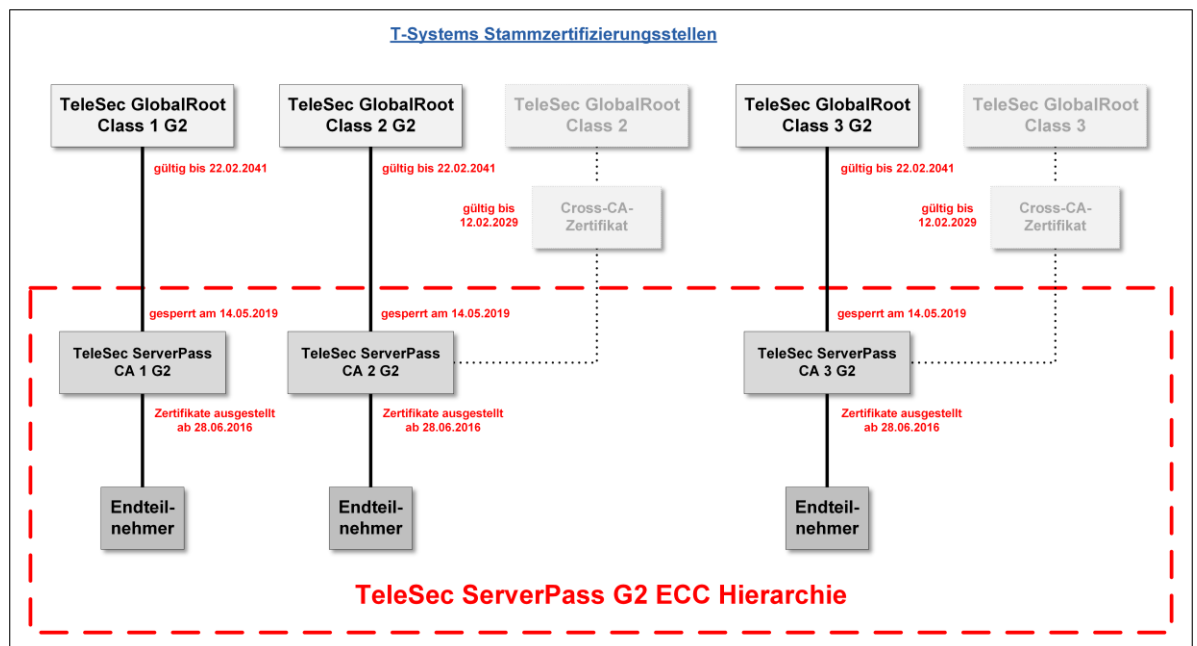 T-Systems Stammzertifizierungsstellen
TeleSec GlobalRoot
Class 1 G2
TeleSec GlobalRoot
Class 2 G2
TeleSec GlobalRoot
Class 2
TeleSec GlobalRoot
Class 3 G2
TeleSec GlobalRoot
Class 3
gültig bis 22.02.2041
gültig bis 22.02.2041
gültig bis 22.02.2041
gültig bis
12.02.2029
Cross-CA-
Zertifikat
gültig bis
12.02.2029
Cross-CA-
Zertifikat
gesperrt am 14.05.2019
gesperrt am 14.05.2019
gesperrt am 14.05.2019
TeleSec ServerPass
CA 1 G2
TeleSec ServerPass
CA 2 G2
TeleSec ServerPass
CA 3 G2
Zertifikate ausgestellt
ab 28.06.2016
Zertifikate ausgestellt
ab 28.06.2016
Zertifikate ausgestellt
ab 28.06.2016
Endteil-
nehmer
Endteil-
nehmer
Endteil-
nehmer
TeleSec ServerPass G2 ECC Hierarchie